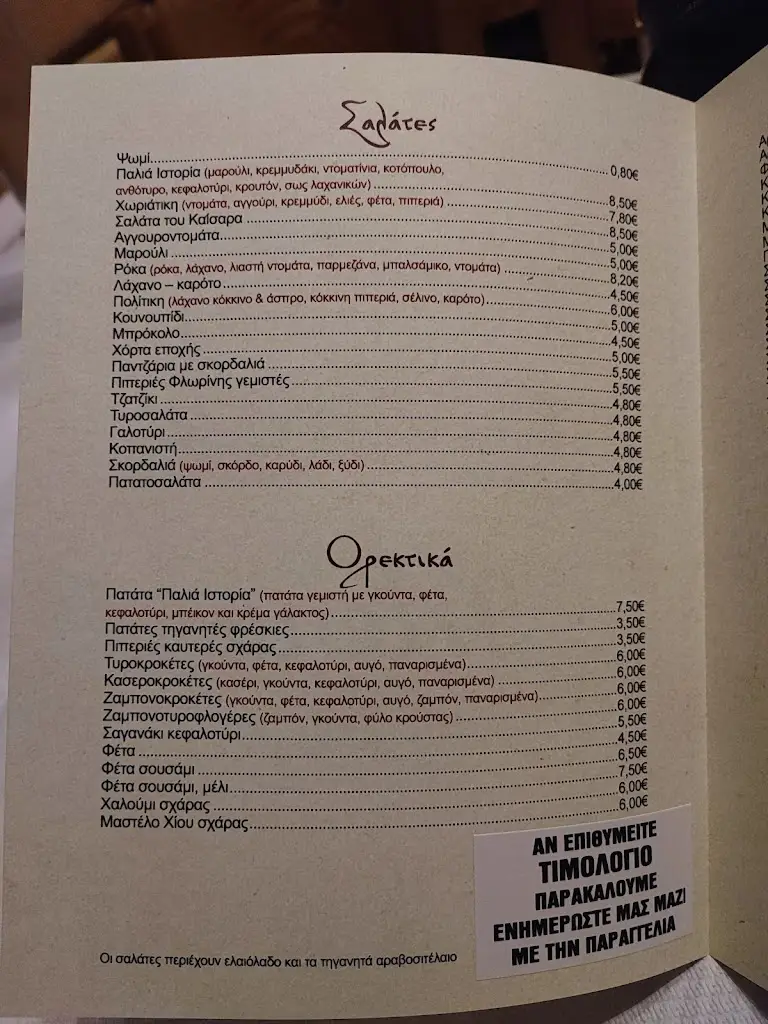 Σαλάτες
Ψωμί..........0,80€
Παλιά Ιστορία (μαρούλι, κρεμμυδάκι, ντοματίνια, κοτόπουλο,
ανθότυρο, κεφαλοτύρι, κρουτόν, σως λαχανικών)..........8,50€
Χωριάτικη (ντομάτα, αγγούρι, κρεμμύδι, ελιές, φέτα, πιπεριά)..........7,80€
Σαλάτα του Καΐσαρα..........8,50€
Αγγουροντομάτα..........5,00€
Μαρούλι..........5,00€
Ρόκα (ρόκα, λάχανο, λιαστή ντομάτα, παρμεζάνα, μπαλσάμικο, ντομάτα)..........8,20€
Λάχανο – καρότο..........4,50€
Πολίτικη (λάχανο κόκκινο & άσπρο, κόκκινη πιπεριά, σέλινο, καρότο)..........6,00€
Κουνουπίδι..........5,00€
Μπρόκολο..........4,50€
Χόρτα εποχής..........5,00€
Παντζάρια με σκορδαλιά..........5,50€
Πιπεριές Φλωρίνης γεμιστές..........5,50€
Τζατζίκι..........4,80€
Τυροσαλάτα..........4,80€
Γαλοτύρι..........4,80€
Κοπανιστή..........4,80€
Σκορδαλιά (ψωμί, σκόρδο, καρύδι, λάδι, ξύδι)..........4,80€
Πατατοσαλάτα..........4,00€
Ορεκτικά
Πατάτα “Παλιά Ιστορία” (πατάτα γεμιστή με γκούντα, φέτα,
κεφαλοτύρι, μπέικον και κρέμα γάλακτος)..........7,50€
Πατάτες τηγανητές φρέσκιες..........3,50€
Πιπεριές καυτερές σχάρας..........3,50€
Τυροκροκέτες (γκούντα, φέτα, κεφαλοτύρι, αυγό, παναρισμένα)..........6,00€
Κασεροκροκέτες (κασέρι, γκούντα, κεφαλοτύρι, αυγό, παναρισμένα)..........6,00€
Ζαμπονοκροκέτες (γκούντα, φέτα, κεφαλοτύρι, αυγό, ζαμπόν, παναρισμένα)..........6,00€
Ζαμπονοτυροφλογέρες (ζαμπόν, γκούντα, φύλο κρούστας)..........6,00€
Σαγανάκι κεφαλοτύρι..........5,50€
Φέτα..........4,50€
Φέτα σουσάμι..........6,50€
Φέτα σουσάμι, μέλι..........7,50€
Χαλούμι σχάρας..........6,00€
Μαστέλο Χίου σχάρας..........6,00€
ΑΝ ΕΠΙΘΥΜΕΙΤΕ
ΤΙΜΟΛΟΓΙΟ
ΠΑΡΑΚΑΛΟΥΜΕ
ΕΝΗΜΕΡΩΣΤΕ ΜΑΣ ΜΑΖΙ
ΜΕ ΤΗΝ ΠΑΡΑΓΓΕΛΙΑ
Οι σαλάτες περιέχουν ελαιόλαδο και τα τηγανητά αραβοσιτέλαιο